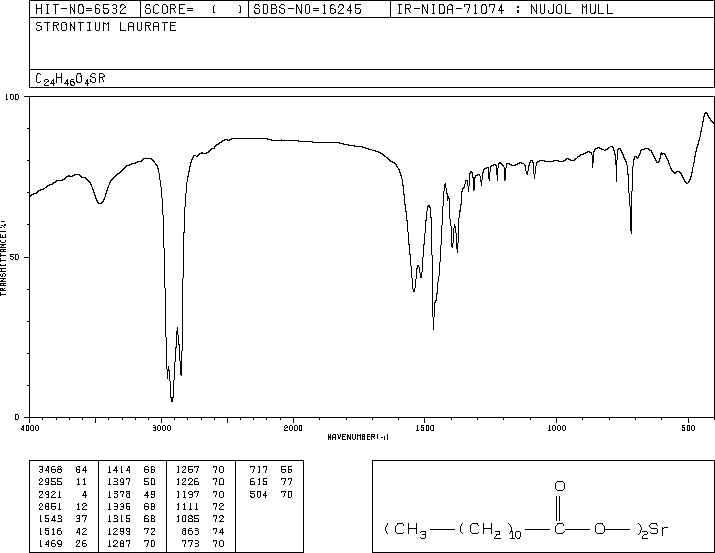 HIT-NO=6532 SCORE= ( ) SDBS-NO=16245 IR-NIDA-71074 : NUJOL MULL
STRONTIUM LAURATE
C24H46O4SR
100
50
0
TRANSMITTANCE(%)
4000 3000 2000 1500 1000 500
WAVENUMBER(-1)
3468 64 1414 66 1257 70 717 55
2955 11 1397 50 1226 70 615 77
2921 4 1378 49 1197 70 504 70
2851 12 1336 68 1111 72
1543 37 1315 68 1085 72
1516 42 1299 72 863 74
1469 26 1287 70 773 70
O
(CH3—(CH2)10—C—O—)2Sr